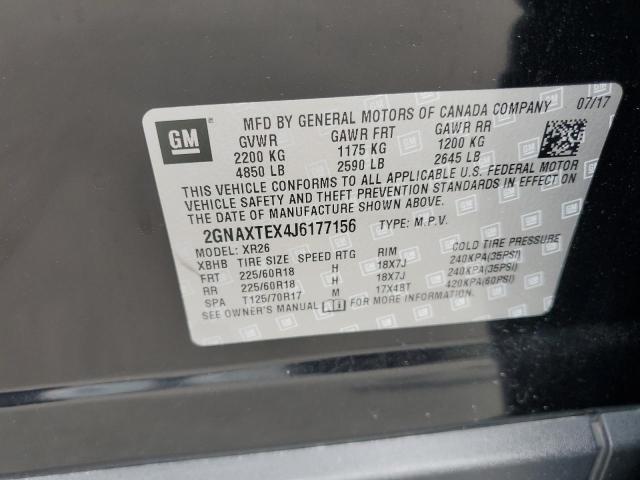 MFD BY GENERAL MOTORS OF CANADA COMPANY 07/17
GM
GVWR GAWR FRT GAWR RR
2200 KG 1175 KG 1200 KG
4850 LB 2590 LB 2645 LB
THIS VEHICLE CONFORMS TO ALL APPLICABLE U.S. FEDERAL MOTOR
VEHICLE SAFETY, BUMPER, AND THEFT PREVENTION STANDARDS IN EFFECT
ON THE DATE OF MANUFACTURE SHOWN ABOVE.
2GNAXTEX4J6177156 TYPE: M.P.V.
MODEL: XR26
XBHB TIRE SIZE SPEED RTG RIM COLD TIRE PRESSURE
FRT 225/60R18 H 18X7J 240KPA(35PSI)
RR 225/60R18 H 18X7J 240KPA(35PSI)
SPA T125/70R17 M 17X4BT 420KPA(60PSI)
SEE OWNER'S MANUAL FOR MORE INFORMATION.